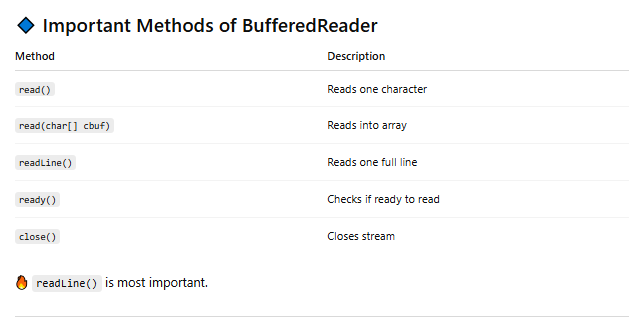 🔷 Important Methods of BufferedReader
Method Description
read() Reads one character
read(char[] cbuf) Reads into array
readLine() Reads one full line
ready() Checks if ready to read
close() Closes stream
🔥 readLine() is most important.